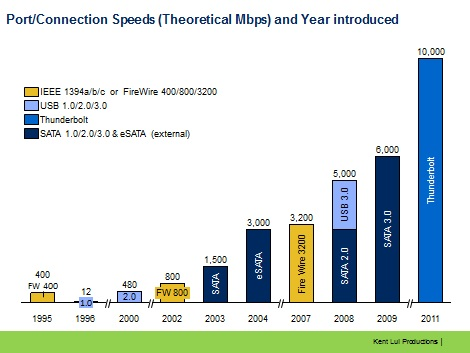 Port/Connection Speeds (Theoretical Mbps) and Year introduced
10,000
IEEE 1394a/b/c or FireWire 400/800/3200
USB 1.0/2.0/3.0
Thunderbolt
SATA 1.0/2.0/3.0 & eSATA (external)
6,000
5,000
3,000
3,200
1,500
800
480
400
12
FW 400
1.0
2.0
FW 800
SATA
eSATA
Fire Wire 3200
USB 3.0
SATA 2.0
SATA 3.0
Thunderbolt
1995 1996 2000 2002 2003 2004 2007 2008 2009 2011
Kent Lui Productions |